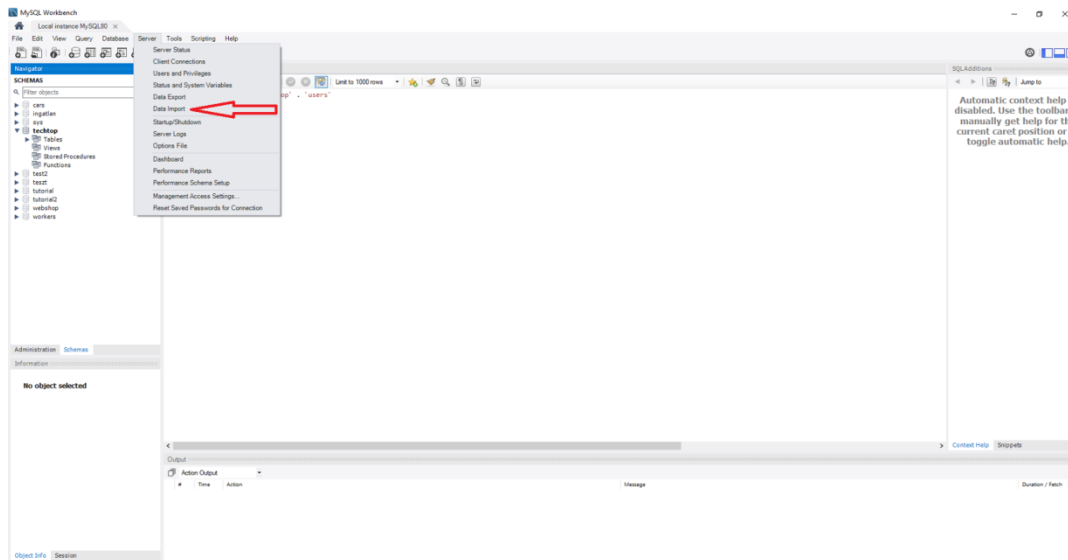 MySQL Workbench
Local instance MySQL80 ×
File Edit View Query Database Server Tools Scripting Help
Server Status
Client Connections
Users and Privileges
Status and System Variables
Data Export
Data Import
Startup/Shutdown
Server Logs
Options File
Dashboard
Performance Reports
Performance Schema Setup
Management Access Settings...
Reset Saved Passwords for Connection
Navigator
SCHEMAS
Filter objects
cars
ingatlan
sys
techtop
Tables
Views
Stored Procedures
Functions
test2
teszt
tutorial
tutorial2
webshop
workers
Administration Schemas
Information
No object selected
Object Info Session
Limit to 1000 rows
op' . 'users'
SQLAdditions
Jump to
Automatic context help
disabled. Use the toolbar
manually get help for th
current caret position or
toggle automatic help.
Context Help Snippets
Output
Action Output
# Time Action Message Duration / Fetch